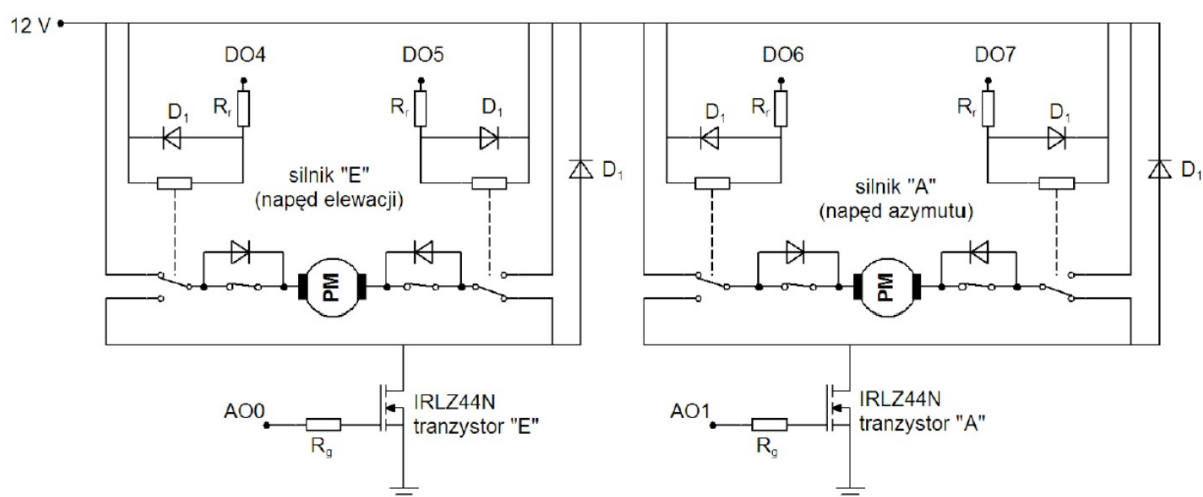 12 V
DO4
DO5
DO6
DO7
Rr
Rr
Rr
Rr
D1
D1
D1
D1
D1
D1
silnik "E"
(napęd elewacji)
silnik "A"
(napęd azymutu)
PM
PM
AO0
Rg
IRLZ44N
tranzystor "E"
AO1
Rg
IRLZ44N
tranzystor "A"